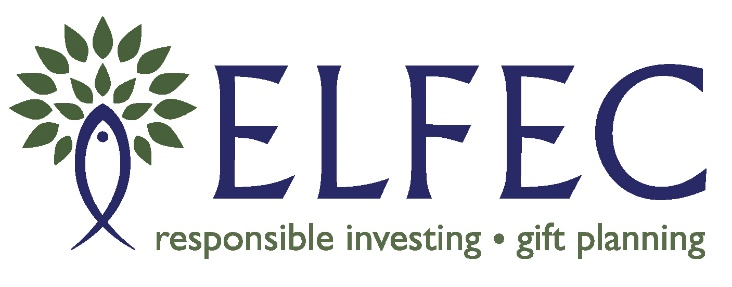 ELFEC
responsible investing • gift planning